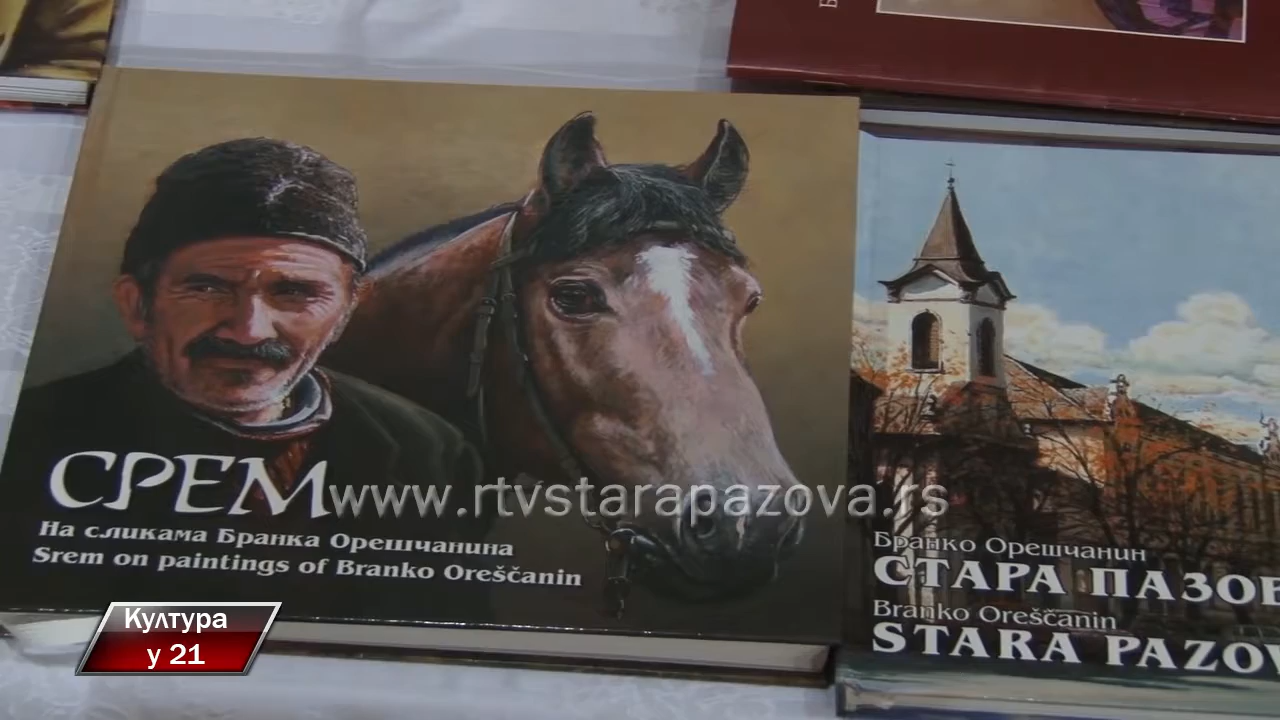 СРЕМ
На сликама Бранка Орешчанина
Srem on paintings of Branko Oreščanin
www.rtvstarapazova.rs
Бранко Орешчанин
СТАРА ПАЗОВ
Branko Oreščanin
STARA PAZOV
Култура
у 21